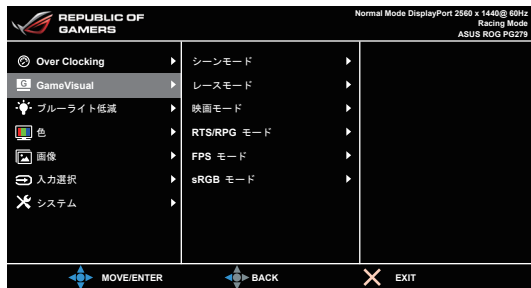 REPUBLIC OF
GAMERS
Normal Mode DisplayPort 2560 x 1440@ 60Hz
Racing Mode
ASUS ROG PG279
Over Clocking
G GameVisual
ブルーライト低減
色
画像
入力選択
システム
シーンモード
レースモード
映画モード
RTS/RPG モード
FPS モード
sRGB モード
MOVE/ENTER
BACK
EXIT